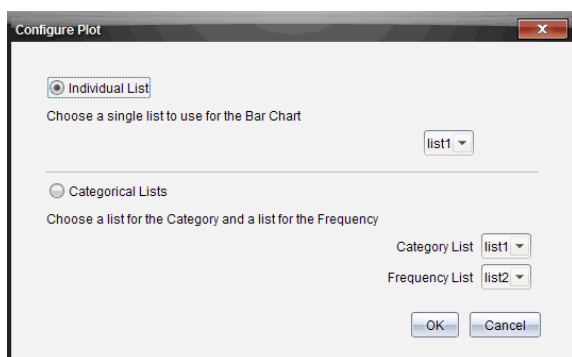 Configure Plot
Individual List
Choose a single list to use for the Bar Chart
list1
Categorical Lists
Choose a list for the Category and a list for the Frequency
Category List list1
Frequency List list2
OK Cancel